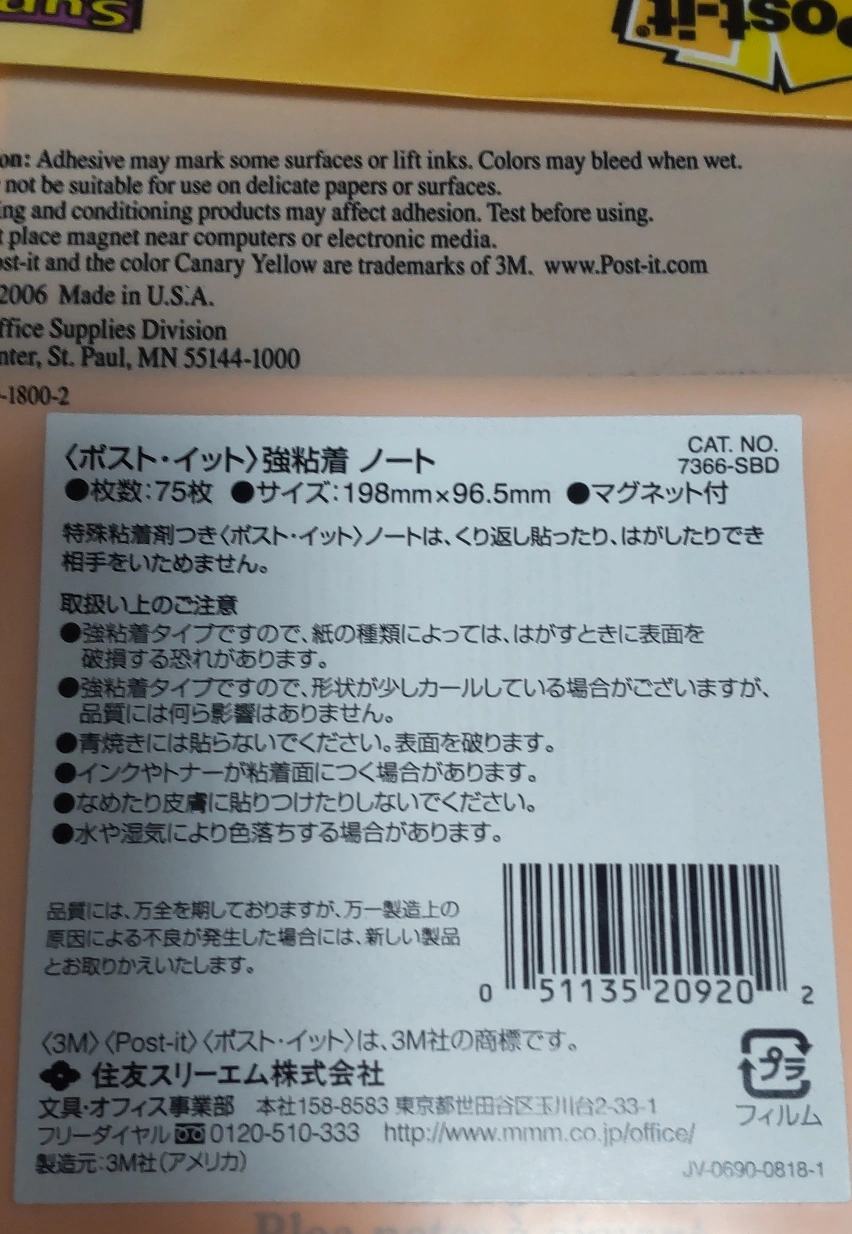 Post-it®
on: Adhesive may mark some surfaces or lift inks. Colors may bleed when wet.
not be suitable for use on delicate papers or surfaces.
ing and conditioning products may affect adhesion. Test before using.
t place magnet near computers or electronic media.
ost-it and the color Canary Yellow are trademarks of 3M. www.Post-it.com
2006 Made in U.S.A.
ffice Supplies Division
nter, St. Paul, MN 55144-1000
-1800-2
〈ポスト・イット〉強粘着 ノート
CAT. NO.
7366-SBD
●枚数:75枚 ●サイズ:198mm×96.5mm ●マグネット付
特殊粘着剤つき〈ポスト・イット〉ノートは、くり返し貼ったり、はがしたりでき
相手をいためません。
取扱い上のご注意
●強粘着タイプですので、紙の種類によっては、はがすときに表面を
破損する恐れがあります。
●強粘着タイプですので、形状が少しカールしている場合がございますが、
品質には何ら影響はありません。
●青焼きには貼らないでください。表面を破ります。
●インクやトナーが粘着面につく場合があります。
●なめたり皮膚に貼りつけたりしないでください。
●水や湿気により色落ちする場合があります。
品質には、万全を期しておりますが、万一製造上の
原因による不良が発生した場合には、新しい製品
とお取りかえいたします。
0 51135 20920 2
〈3M〉〈Post-it〉〈ポスト・イット〉は、3M社の商標です。
住友スリーエム株式会社
文具・オフィス事業部 本社158-8583 東京都世田谷区玉川台2-33-1
フリーダイヤル 0120-510-333 http://www.mmm.co.jp/office/
製造元:3M社(アメリカ)
プラ
フィルム
JV-0690-0818-1